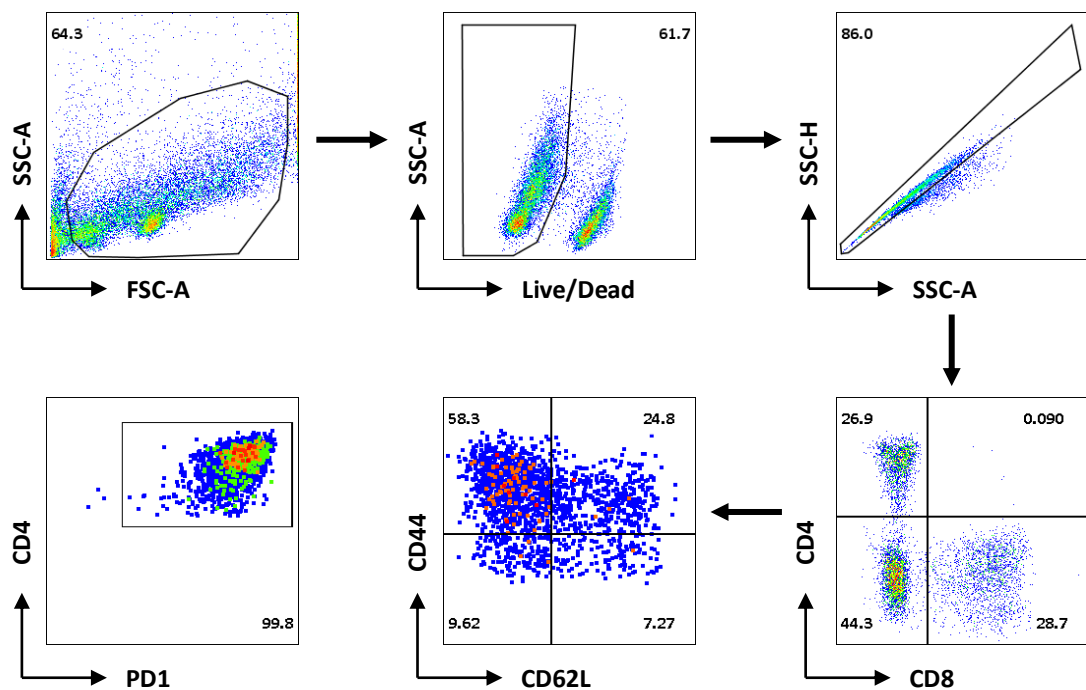 64.3
SSC-A
FSC-A
61.7
SSC-A
Live/Dead
86.0
SSC-H
SSC-A
99.8
CD4
PD1
58.3
24.8
CD44
9.62
7.27
CD62L
26.9
0.090
CD4
44.3
28.7
CD8